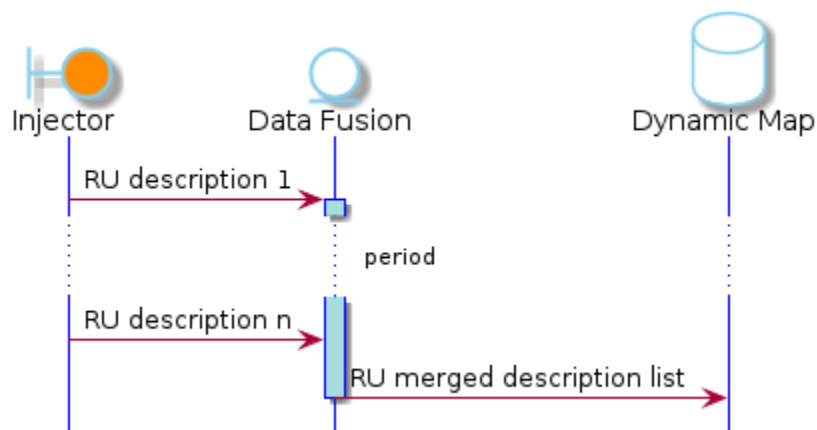 Injector
Data Fusion
Dynamic Map
RU description 1
period
RU description n
RU merged description list